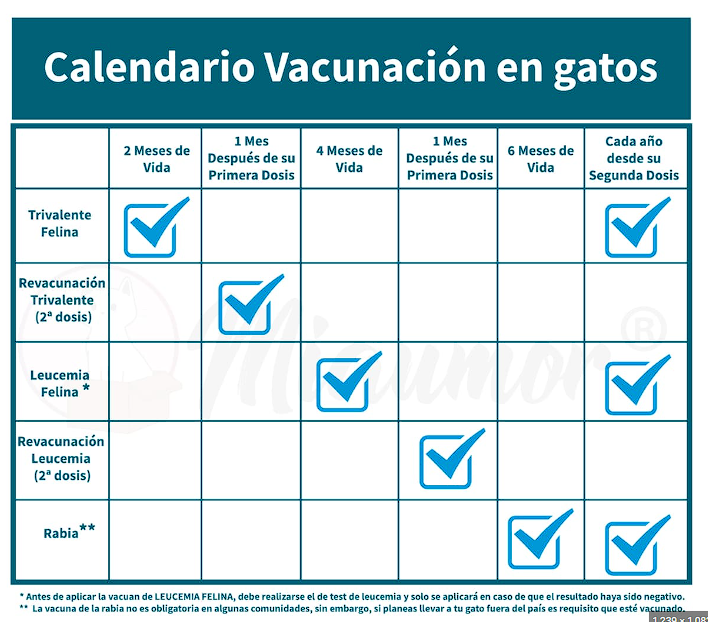 Calendario Vacunación en gatos
2 Meses de
Vida
1 Mes
Después de su
Primera Dosis
4 Meses de
Vida
1 Mes
Después de su
Primera Dosis
6 Meses de
Vida
Cada año
desde su
Segunda Dosis
Trivalente
Felina
Revacunación
Trivalente
(2ª dosis)
Leucemia
Felina *
Revacunación
Leucemia
(2ª dosis)
Rabia**
* Antes de aplicar la vacuan de LEUCEMIA FELINA, debe realizarse el de test de leucemia y solo se aplicará en caso de que el resultado haya sido negativo.
** La vacuna de la rabia no es obligatoria en algunas comunidades, sin embargo, si planeas llevar a tu gato fuera del país es requisito que esté vacunado.